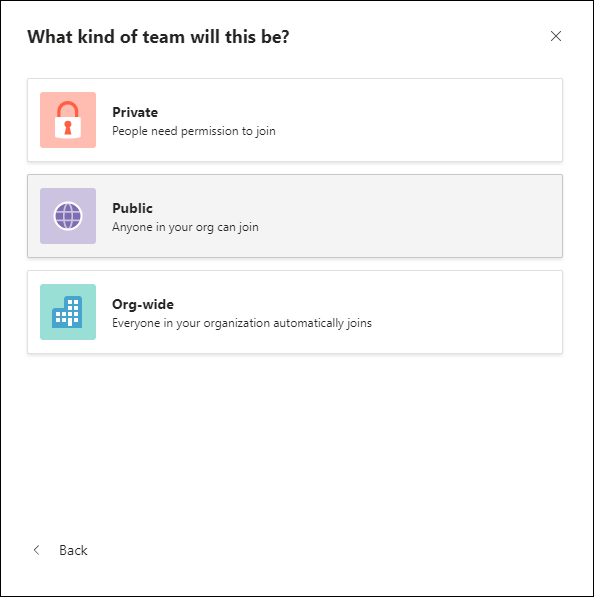 What kind of team will this be?
Private
People need permission to join
Public
Anyone in your org can join
Org-wide
Everyone in your organization automatically joins
Back